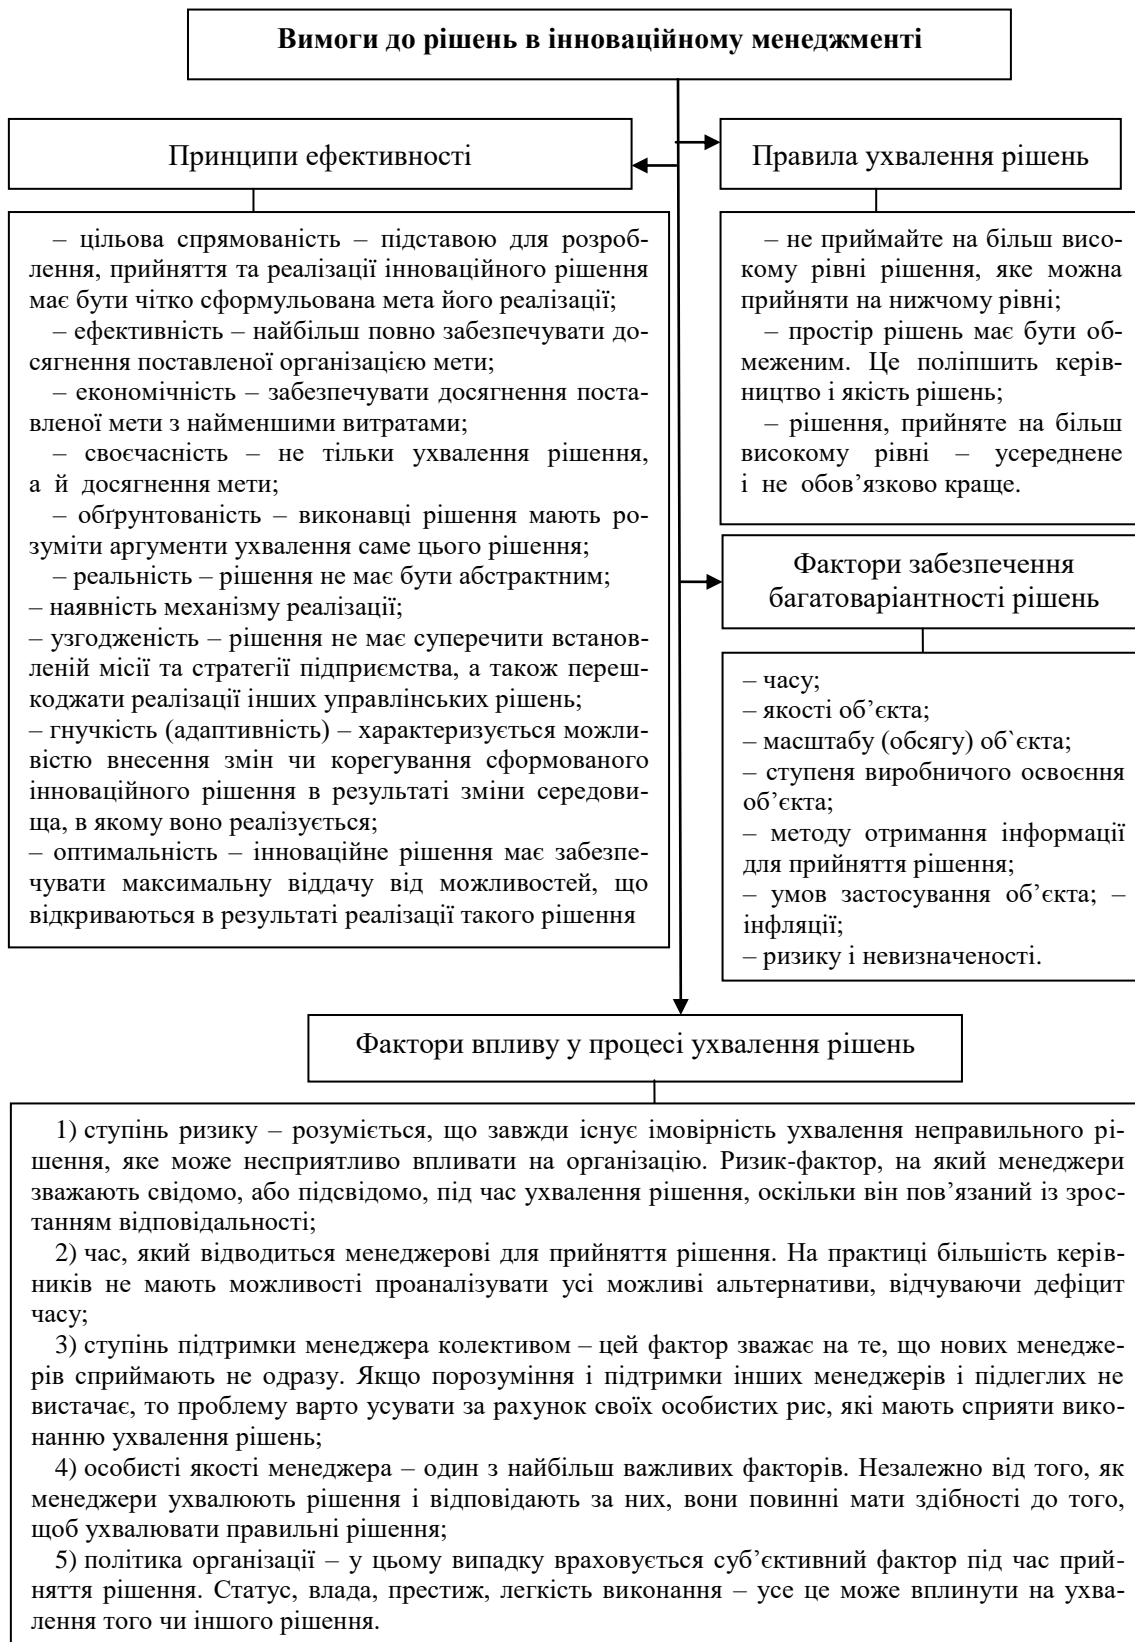 Вимоги до рішень в інноваційному менеджменті
Принципи ефективності
– цільова спрямованість – підставою для розроб-
лення, прийняття та реалізації інноваційного рішення
має бути чітко сформульована мета його реалізації;
– ефективність – найбільш повно забезпечувати до-
сягнення поставленої організацією мети;
– економічність – забезпечувати досягнення поста-
вленої мети з найменшими витратами;
– своєчасність – не тільки ухвалення рішення,
а й досягнення мети;
– обґрунтованість – виконавці рішення мають ро-
зуміти аргументи ухвалення саме цього рішення;
– реальність – рішення не має бути абстрактним;
– наявність механізму реалізації;
– узгодженість – рішення не має суперечити встанов-
леній місії та стратегії підприємства, а також переш-
коджати реалізації інших управлінських рішень;
– гнучкість (адаптивність) – характеризується можли-
вістю внесення змін чи корегування сформованого
інноваційного рішення в результаті зміни середови-
ща, в якому воно реалізується;
– оптимальність – інноваційне рішення має забезпе-
чувати максимальну віддачу від можливостей, що
відкриваються в результаті реалізації такого рішення
Правила ухвалення рішень
– не приймайте на більш висо-
кому рівні рішення, яке можна
прийняти на нижчому рівні;
– простір рішень має бути об-
меженим. Це поліпшить керів-
ництво і якість рішень;
– рішення, прийняте на більш
високому рівні – усереднене
і не обов’язково краще.
Фактори забезпечення
багатоваріантності рішень
– часу;
– якості об’єкта;
– масштабу (обсягу) об`єкта;
– ступеня виробничого освоєння
об’єкта;
– методу отримання інформації
для прийняття рішення;
– умов застосування об’єкта; –
інфляції;
– ризику і невизначеності.
Фактори впливу у процесі ухвалення рішень
1) ступінь ризику – розуміється, що завжди існує імовірність ухвалення неправильного рі-
шення, яке може несприятливо впливати на організацію. Ризик-фактор, на який менеджери
зважають свідомо, або підсвідомо, під час ухвалення рішення, оскільки він пов’язаний із зрос-
танням відповідальності;
2) час, який відводиться менеджерові для прийняття рішення. На практиці більшість керів-
ників не мають можливості проаналізувати усі можливі альтернативи, відчуваючи дефіцит
часу;
3) ступінь підтримки менеджера колективом – цей фактор зважає на те, що нових менедже-
рів сприймають не одразу. Якщо порозуміння і підтримки інших менеджерів і підлеглих не
вистачає, то проблему варто усувати за рахунок своїх особистих рис, які мають сприяти вико-
нанню ухвалення рішень;
4) особисті якості менеджера – один з найбільш важливих факторів. Незалежно від того, як
менеджери ухвалюють рішення і відповідають за них, вони повинні мати здібності до того,
щоб ухвалювати правильні рішення;
5) політика організації – у цьому випадку враховується суб’єктивний фактор під час прий-
няття рішення. Статус, влада, престиж, легкість виконання – усе це може вплинути на ухва-
лення того чи іншого рішення.